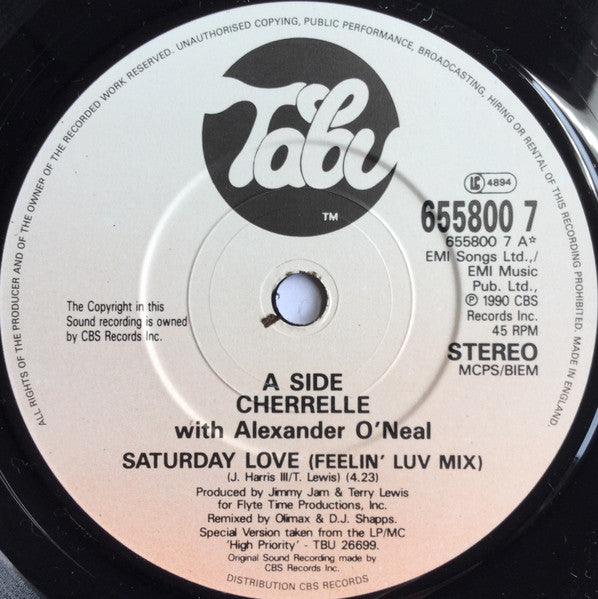 ALL RIGHTS OF THE PRODUCER AND OF THE OWNER OF THE RECORDED WORK RESERVED. UNAUTHORISED COPYING, PUBLIC PERFORMANCE, BROADCASTING, HIRING OR RENTAL OF THIS RECORDING PROHIBITED. MADE IN ENGLAND.
Tabu
TM
LC 4894
655800 7
655800 7 A☆
EMI Songs Ltd.,/
EMI Music
Pub. Ltd.,
℗ 1990 CBS
Records Inc.
45 RPM
STEREO
MCPS/BIEM
The Copyright in this
Sound recording is owned
by CBS Records Inc.
A SIDE
CHERRELLE
with Alexander O'Neal
SATURDAY LOVE (FEELIN' LUV MIX)
(J. Harris III/T. Lewis) (4.23)
Produced by Jimmy Jam & Terry Lewis
for Flyte Time Productions, Inc.
Remixed by Olimax & D.J. Shapps.
Special Version taken from the LP/MC
'High Priority' - TBU 26699.
Original Sound Recording made by
CBS Records Inc.
DISTRIBUTION CBS RECORDS